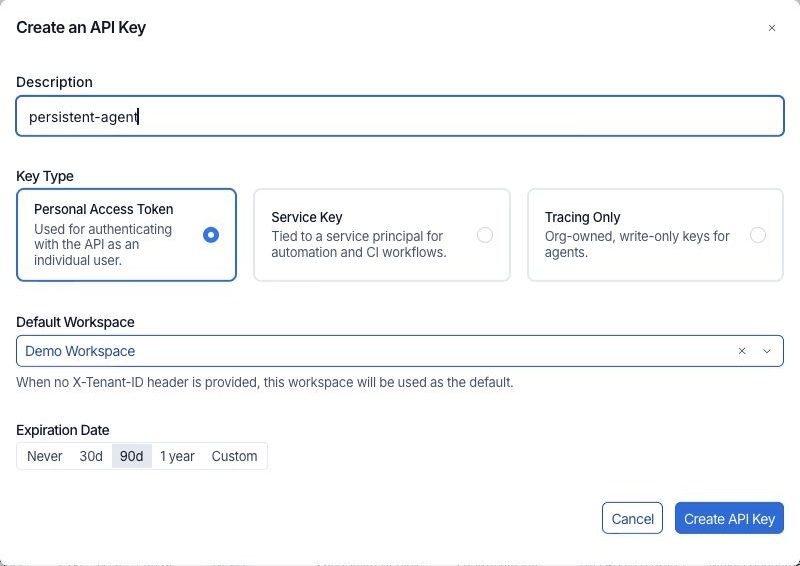 Create an API Key
×
Description
persistent-agent
Key Type
Personal Access Token
Used for authenticating
with the API as an
individual user.
Service Key
Tied to a service principal for
automation and CI workflows.
Tracing Only
Org-owned, write-only keys for
agents.
Default Workspace
Demo Workspace
When no X-Tenant-ID header is provided, this workspace will be used as the default.
Expiration Date
Never 30d 90d 1 year Custom
Cancel Create API Key